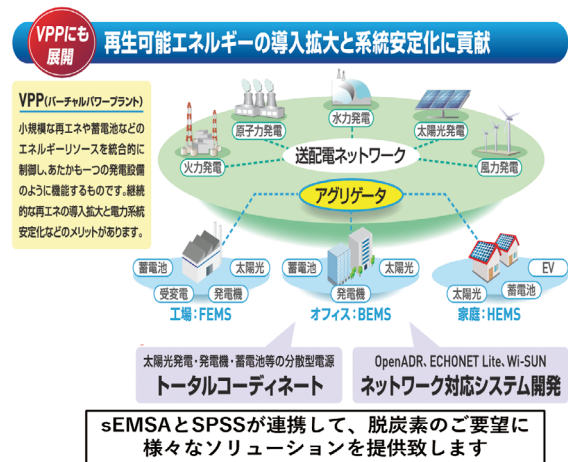 VPPにも
展開
再生可能エネルギーの導入拡大と系統安定化に貢献
VPP(バーチャルパワープラント)
小規模な再エネや蓄電池などの
エネルギーリソースを統合的に
制御し、あたかも一つの発電設備
のように機能するものです。継続
的な再エネの導入拡大と電力系統
安定化などのメリットがあります。
水力発電
原子力発電
太陽光発電
火力発電
送配電ネットワーク
風力発電
アグリゲータ
蓄電池
太陽光
受変電
発電機
工場:FEMS
蓄電池
太陽光
発電機
オフィス:BEMS
EV
太陽光
蓄電池
家庭:HEMS
太陽光発電・発電機・蓄電池等の分散型電源
トータルコーディネート
OpenADR、ECHONET Lite、Wi-SUN
ネットワーク対応システム開発
sEMSAとSPSSが連携して、脱炭素のご要望に
様々なソリューションを提供致します